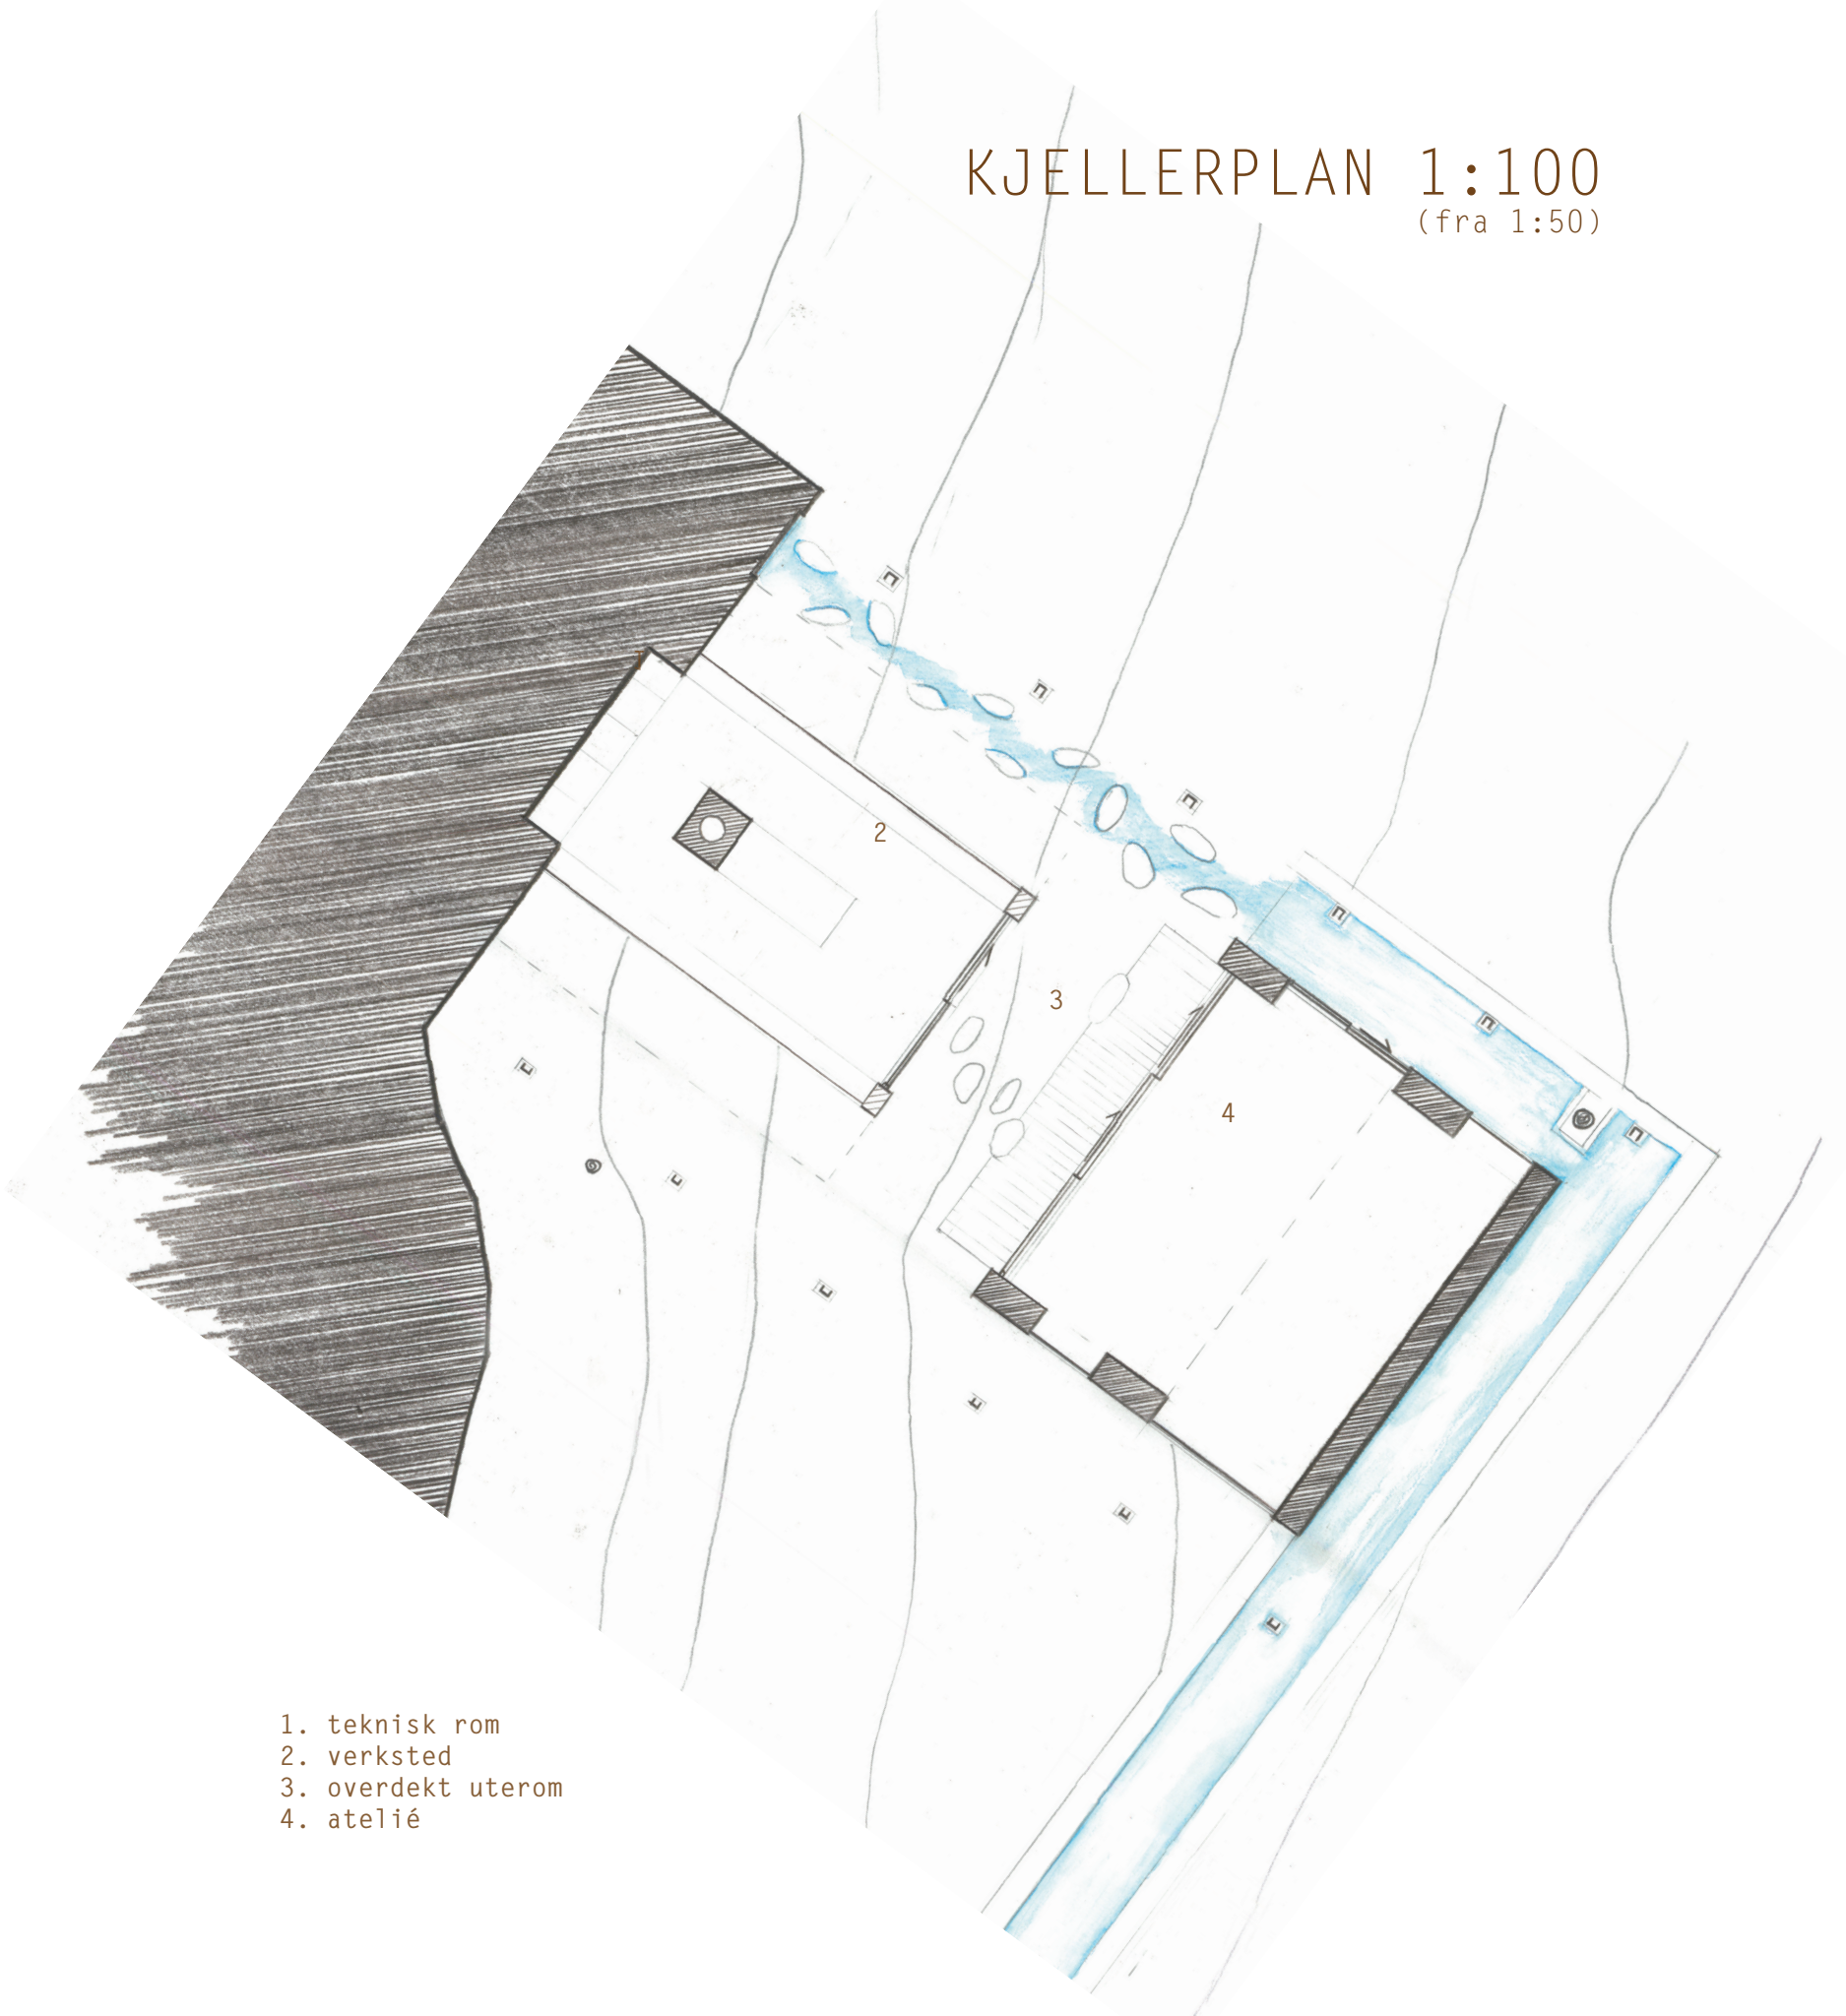 KJELLERPLAN 1:100
(fra 1:50)
1
2
3
4
1. teknisk rom
2. verksted
3. overdekt uterom
4. atelié